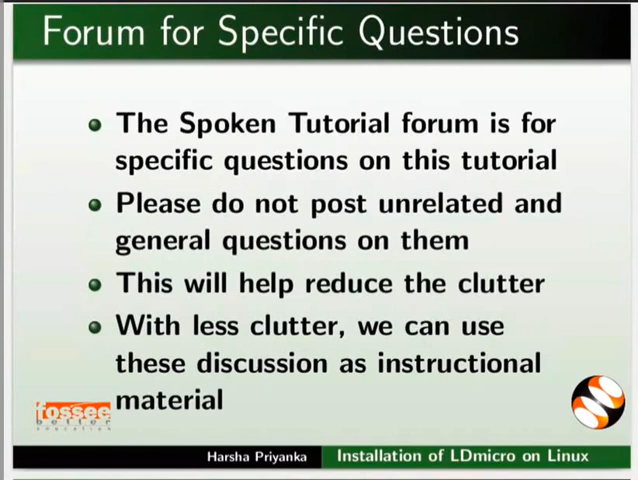 Forum for Specific Questions
The Spoken Tutorial forum is for
specific questions on this tutorial
Please do not post unrelated and
general questions on them
This will help reduce the clutter
With less clutter, we can use
these discussion as instructional
material
fossee
better
education
Harsha Priyanka
Installation of LDmicro on Linux